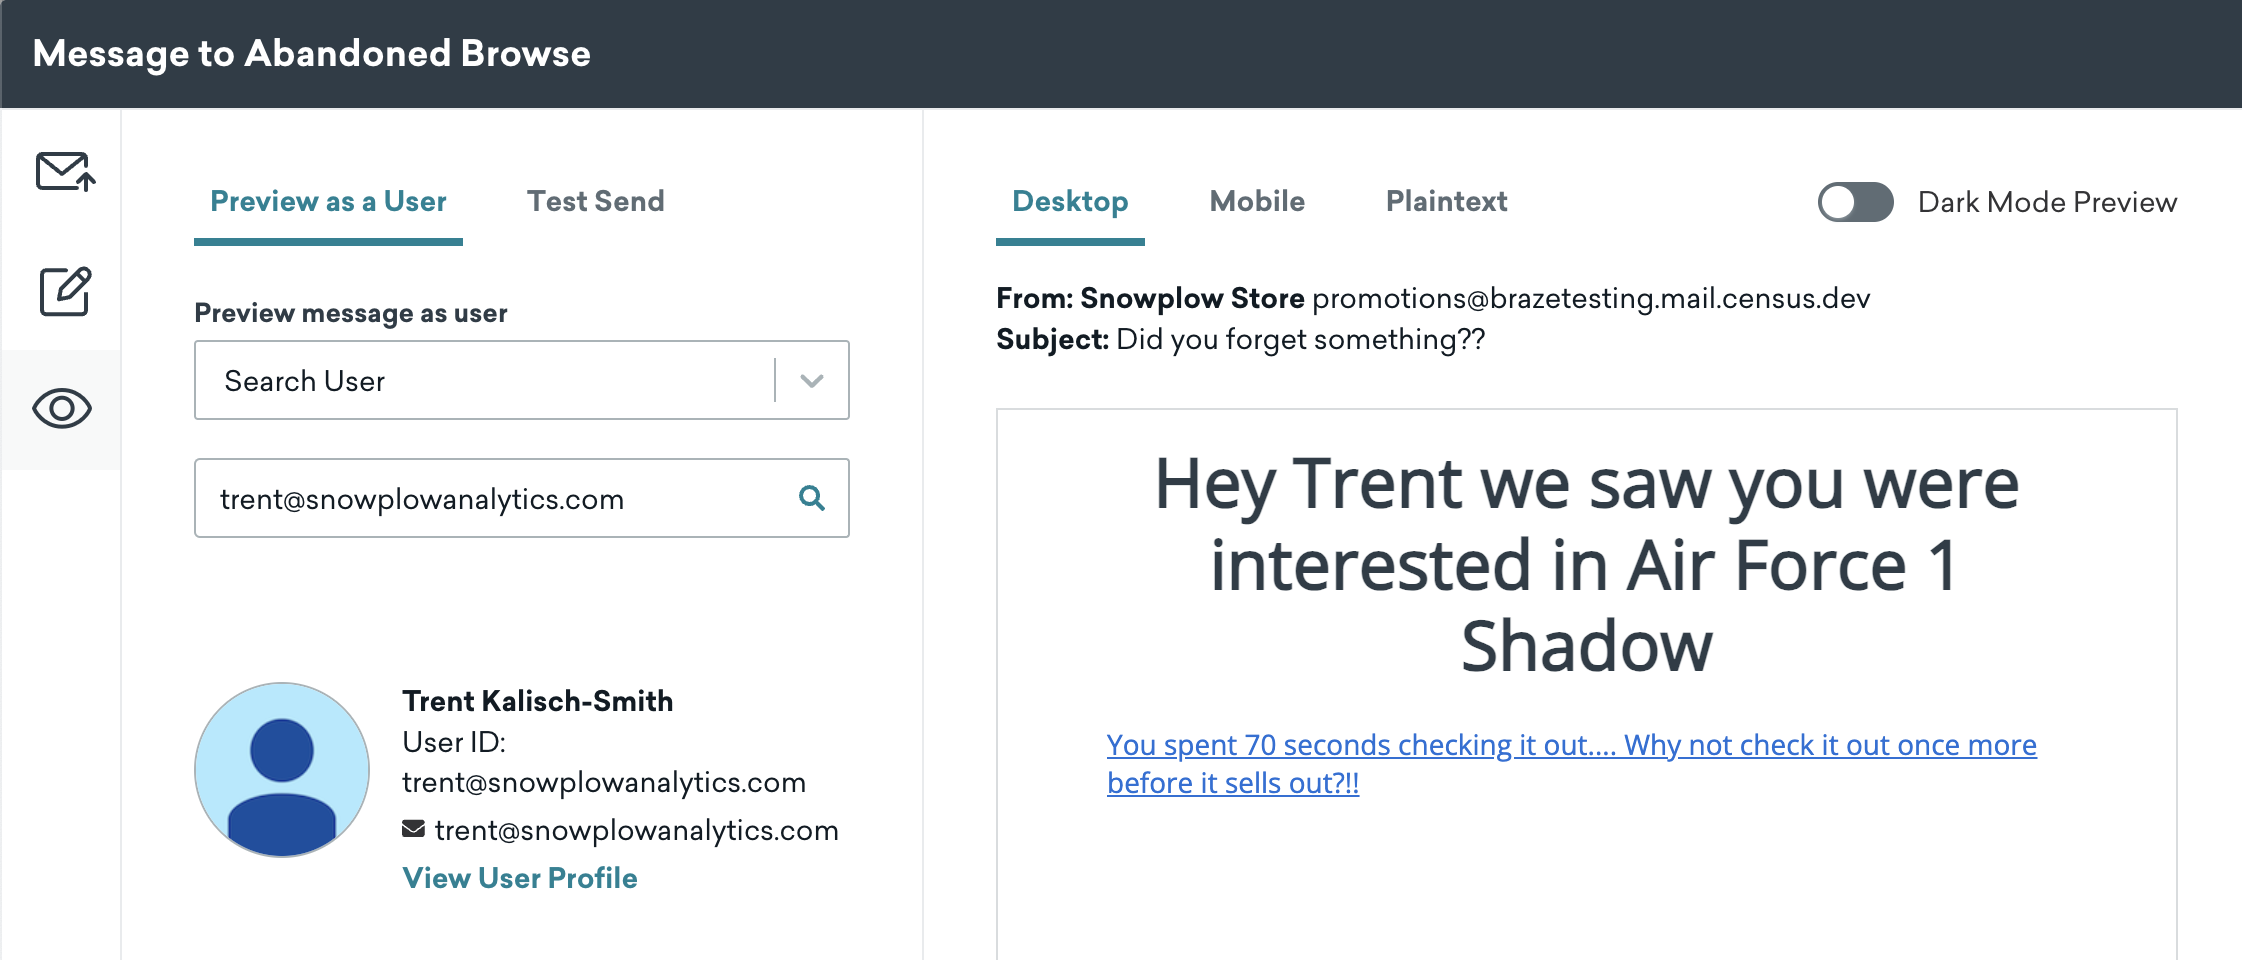 Message to Abandoned Browse
Preview as a User
Test Send
Preview message as user
Search User
trent@snowplowanalytics.com
Trent Kalisch-Smith
User ID:
trent@snowplowanalytics.com
trent@snowplowanalytics.com
View User Profile
Desktop
Mobile
Plaintext
Dark Mode Preview
From: Snowplow Store promotions@brazetesting.mail.census.dev
Subject: Did you forget something??
Hey Trent we saw you were
interested in Air Force 1
Shadow
You spent 70 seconds checking it out.... Why not check it out once more
before it sells out?!!